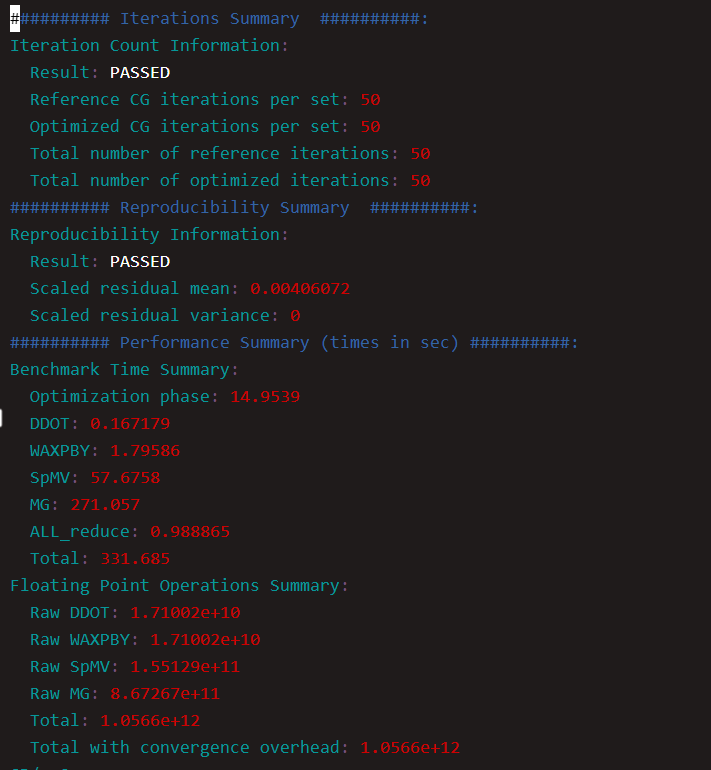 ########## Iterations Summary  ##########:
Iteration Count Information:
  Result: PASSED
  Reference CG iterations per set: 50
  Optimized CG iterations per set: 50
  Total number of reference iterations: 50
  Total number of optimized iterations: 50
########## Reproducibility Summary  ##########:
Reproducibility Information:
  Result: PASSED
  Scaled residual mean: 0.00406072
  Scaled residual variance: 0
########## Performance Summary (times in sec) ##########:
Benchmark Time Summary:
  Optimization phase: 14.9539
  DDOT: 0.167179
  WAXPBY: 1.79586
  SpMV: 57.6758
  MG: 271.057
  ALL_reduce: 0.988865
  Total: 331.685
Floating Point Operations Summary:
  Raw DDOT: 1.71002e+10
  Raw WAXPBY: 1.71002e+10
  Raw SpMV: 1.55129e+11
  Raw MG: 8.67267e+11
  Total: 1.0566e+12
  Total with convergence overhead: 1.0566e+12